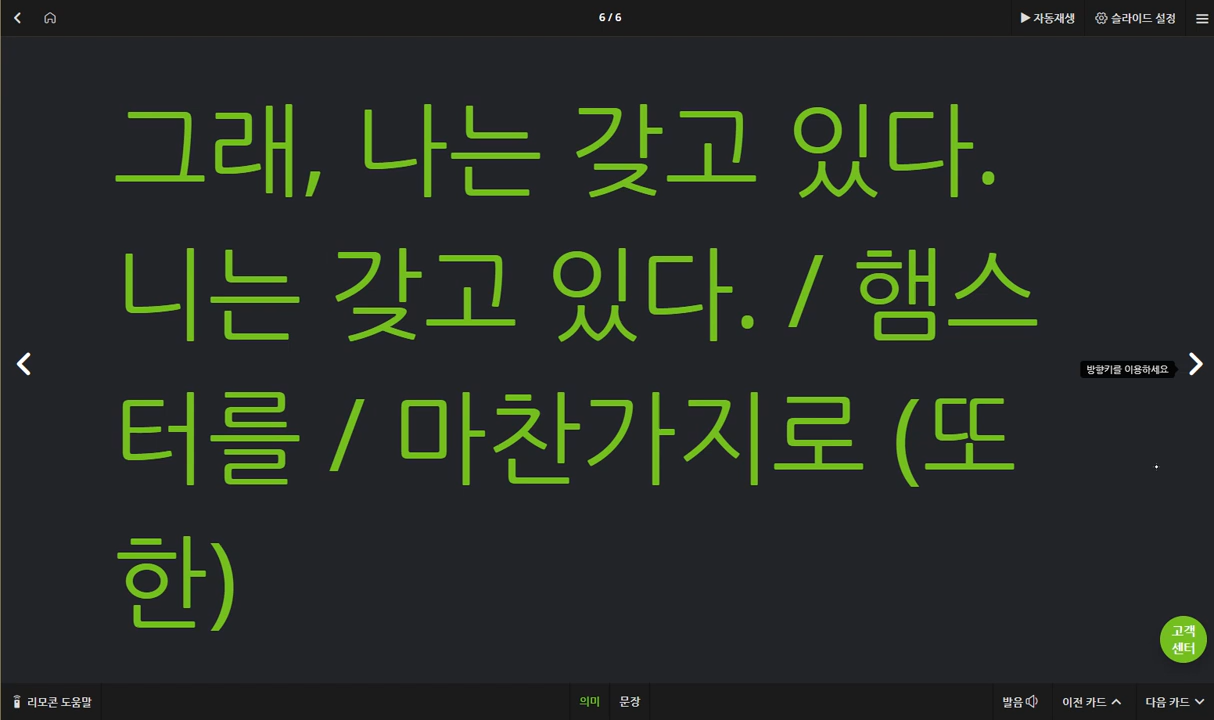 6 / 6
자동재생
슬라이드 설정
그래, 나는 갖고 있다.
나는 갖고 있다. / 햄스
터를 / 마찬가지로 (또
한)
방향키를 이용하세요
고객
센터
리모콘 도움말
의미
문장
발음
이전 카드
다음 카드